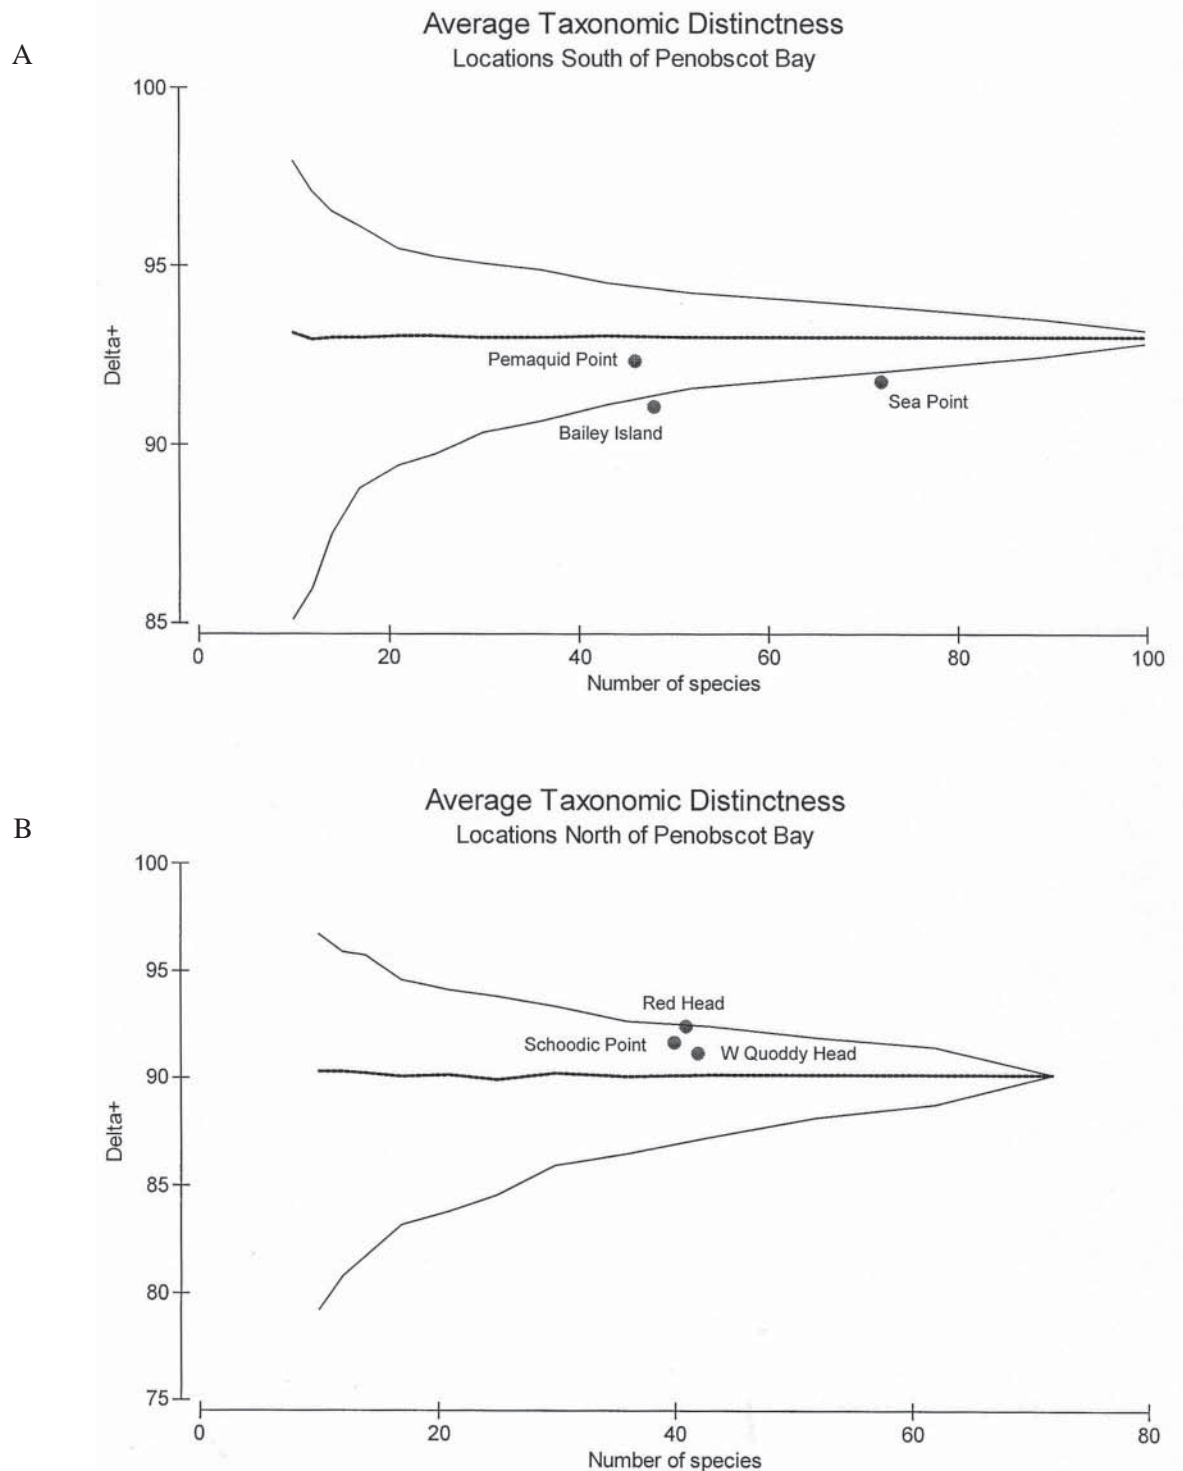 A
Average Taxonomic Distinctness
Locations South of Penobscot Bay
100
95
90
85
Delta+
Pemaquid Point
Bailey Island
Sea Point
0 20 40 60 80 100
Number of species
B
Average Taxonomic Distinctness
Locations North of Penobscot Bay
100
95
90
85
80
75
Delta+
Red Head
Schoodic Point
W Quoddy Head
0 20 40 60 80
Number of species